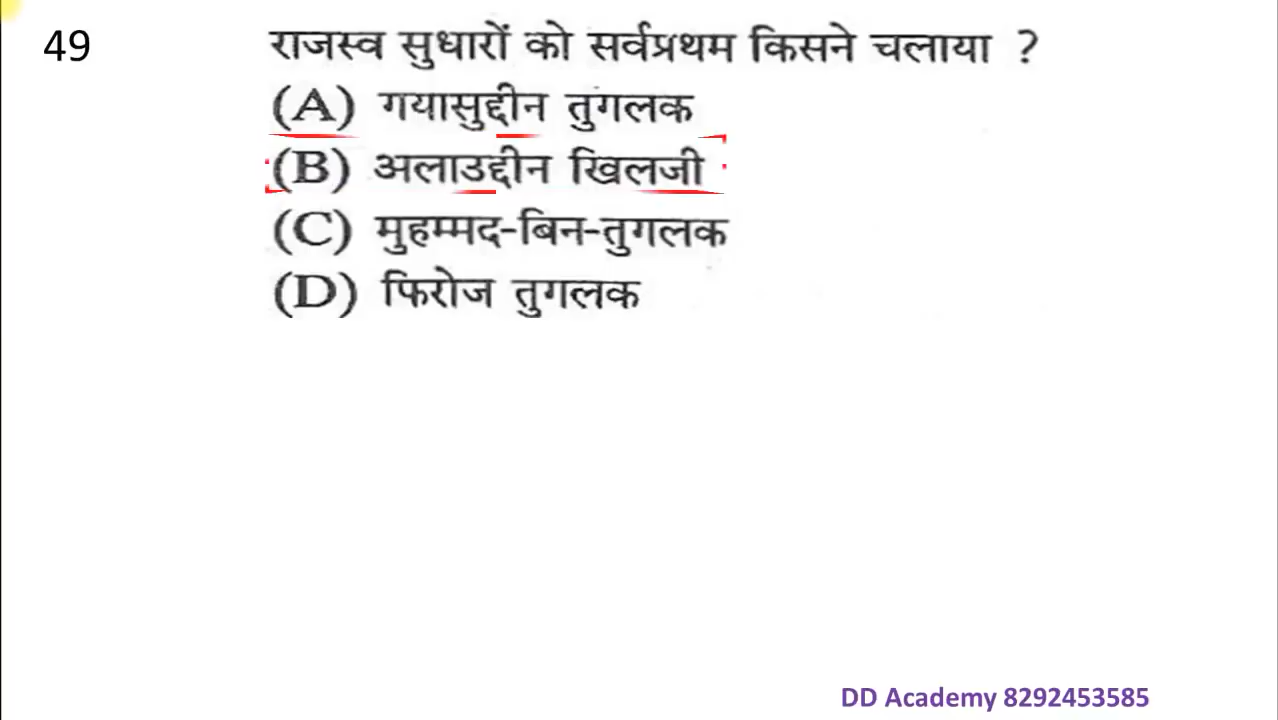 49 राजस्व सुधारों को सर्वप्रथम किसने चलाया ?
(A) गयासुद्दीन तुगलक
(B) अलाउद्दीन खिलजी
(C) मुहम्मद-बिन-तुगलक
(D) फिरोज तुगलक
DD Academy 8292453585